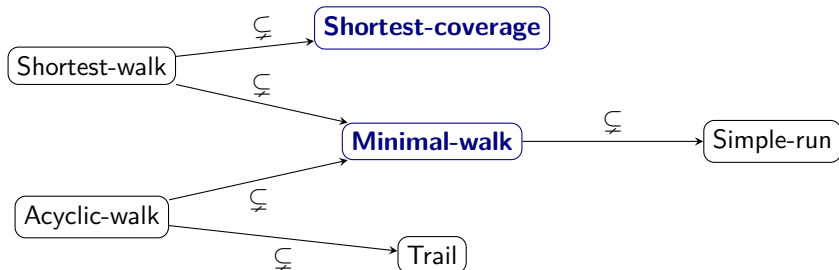 Shortest-coverage
⊊
Shortest-walk
⊊
Minimal-walk
⊊
Simple-run
⊊
Acyclic-walk
⊊
Trail